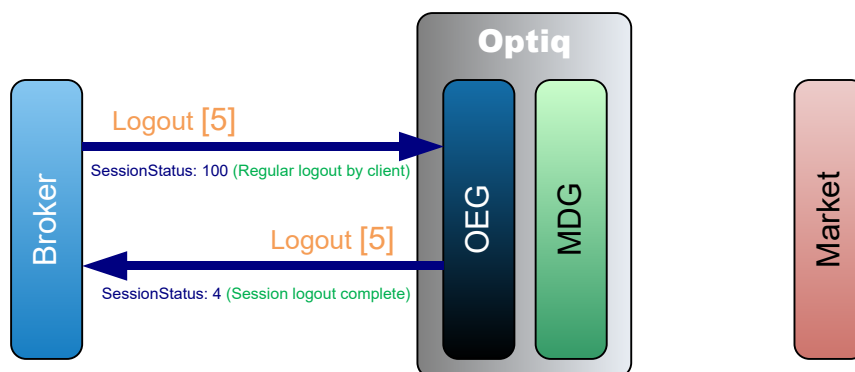 Optiq
Logout [5]
SessionStatus: 100 (Regular logout by client)
Broker
OEG
MDG
Market
Logout [5]
SessionStatus: 4 (Session logout complete)